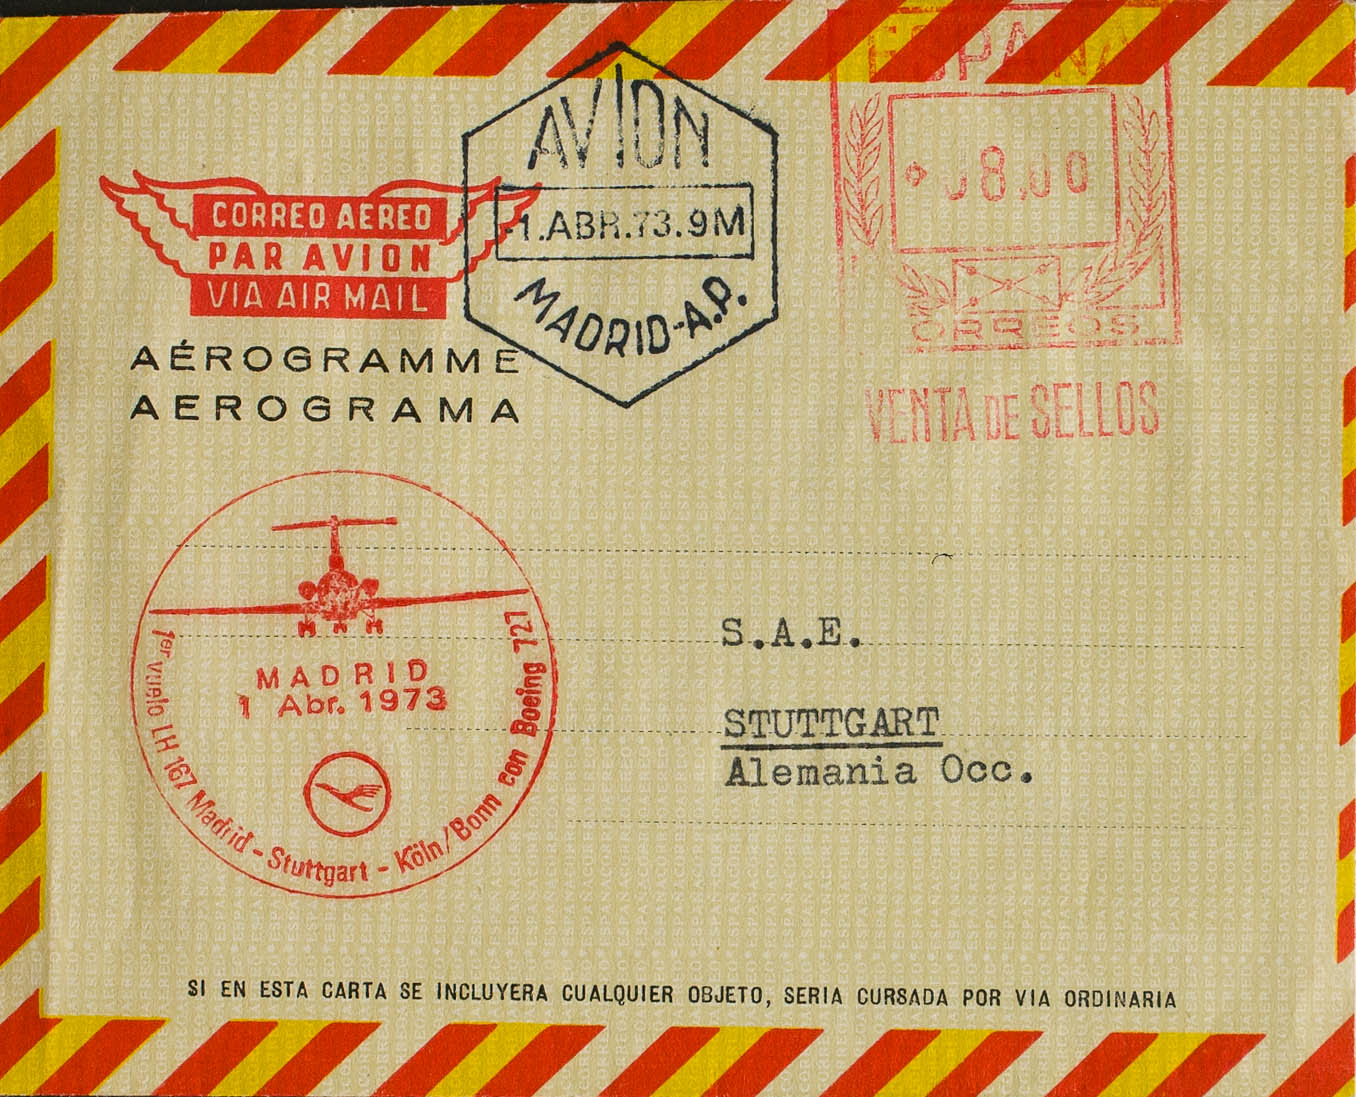 ESPAÑA
08,00
CORREOS
VENTA DE SELLOS
AVION
-1.ABR.73.9M
MADRID-A.P.
CORREO AEREO
PAR AVION
VIA AIR MAIL
AÉROGRAMME
AEROGRAMA
MADRID
1 Abr. 1973
1er vuelo LH 167 Madrid - Stuttgart - Köln/Bonn con Boeing 727
S.A.E.
STUTTGART
Alemania Occ.
SI EN ESTA CARTA SE INCLUYERA CUALQUIER OBJETO, SERIA CURSADA POR VIA ORDINARIA